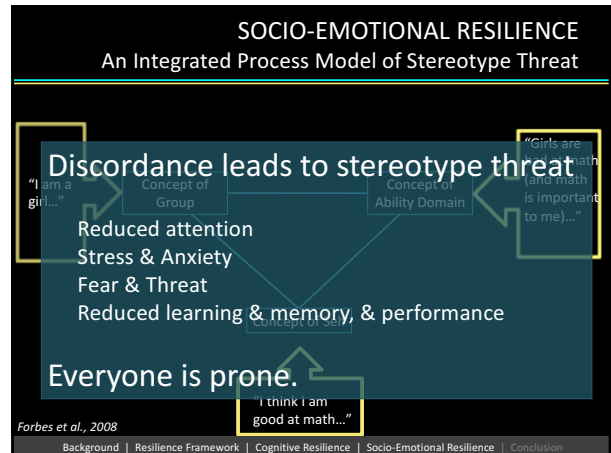 SOCIO-EMOTIONAL RESILIENCE
An Integrated Process Model of Stereotype Threat
Discordance leads to stereotype threat
"I am a
girl…"
Concept of
Group
Concept of
Ability Domain
"Girls are
bad at math
(and math
is important
to me)…"
Reduced attention
Stress & Anxiety
Fear & Threat
Reduced learning & memory, & performance
Concept of Self
Everyone is prone.
"I think I am
good at math…"
Forbes et al., 2008
Background | Resilience Framework | Cognitive Resilience | Socio-Emotional Resilience | Conclusion